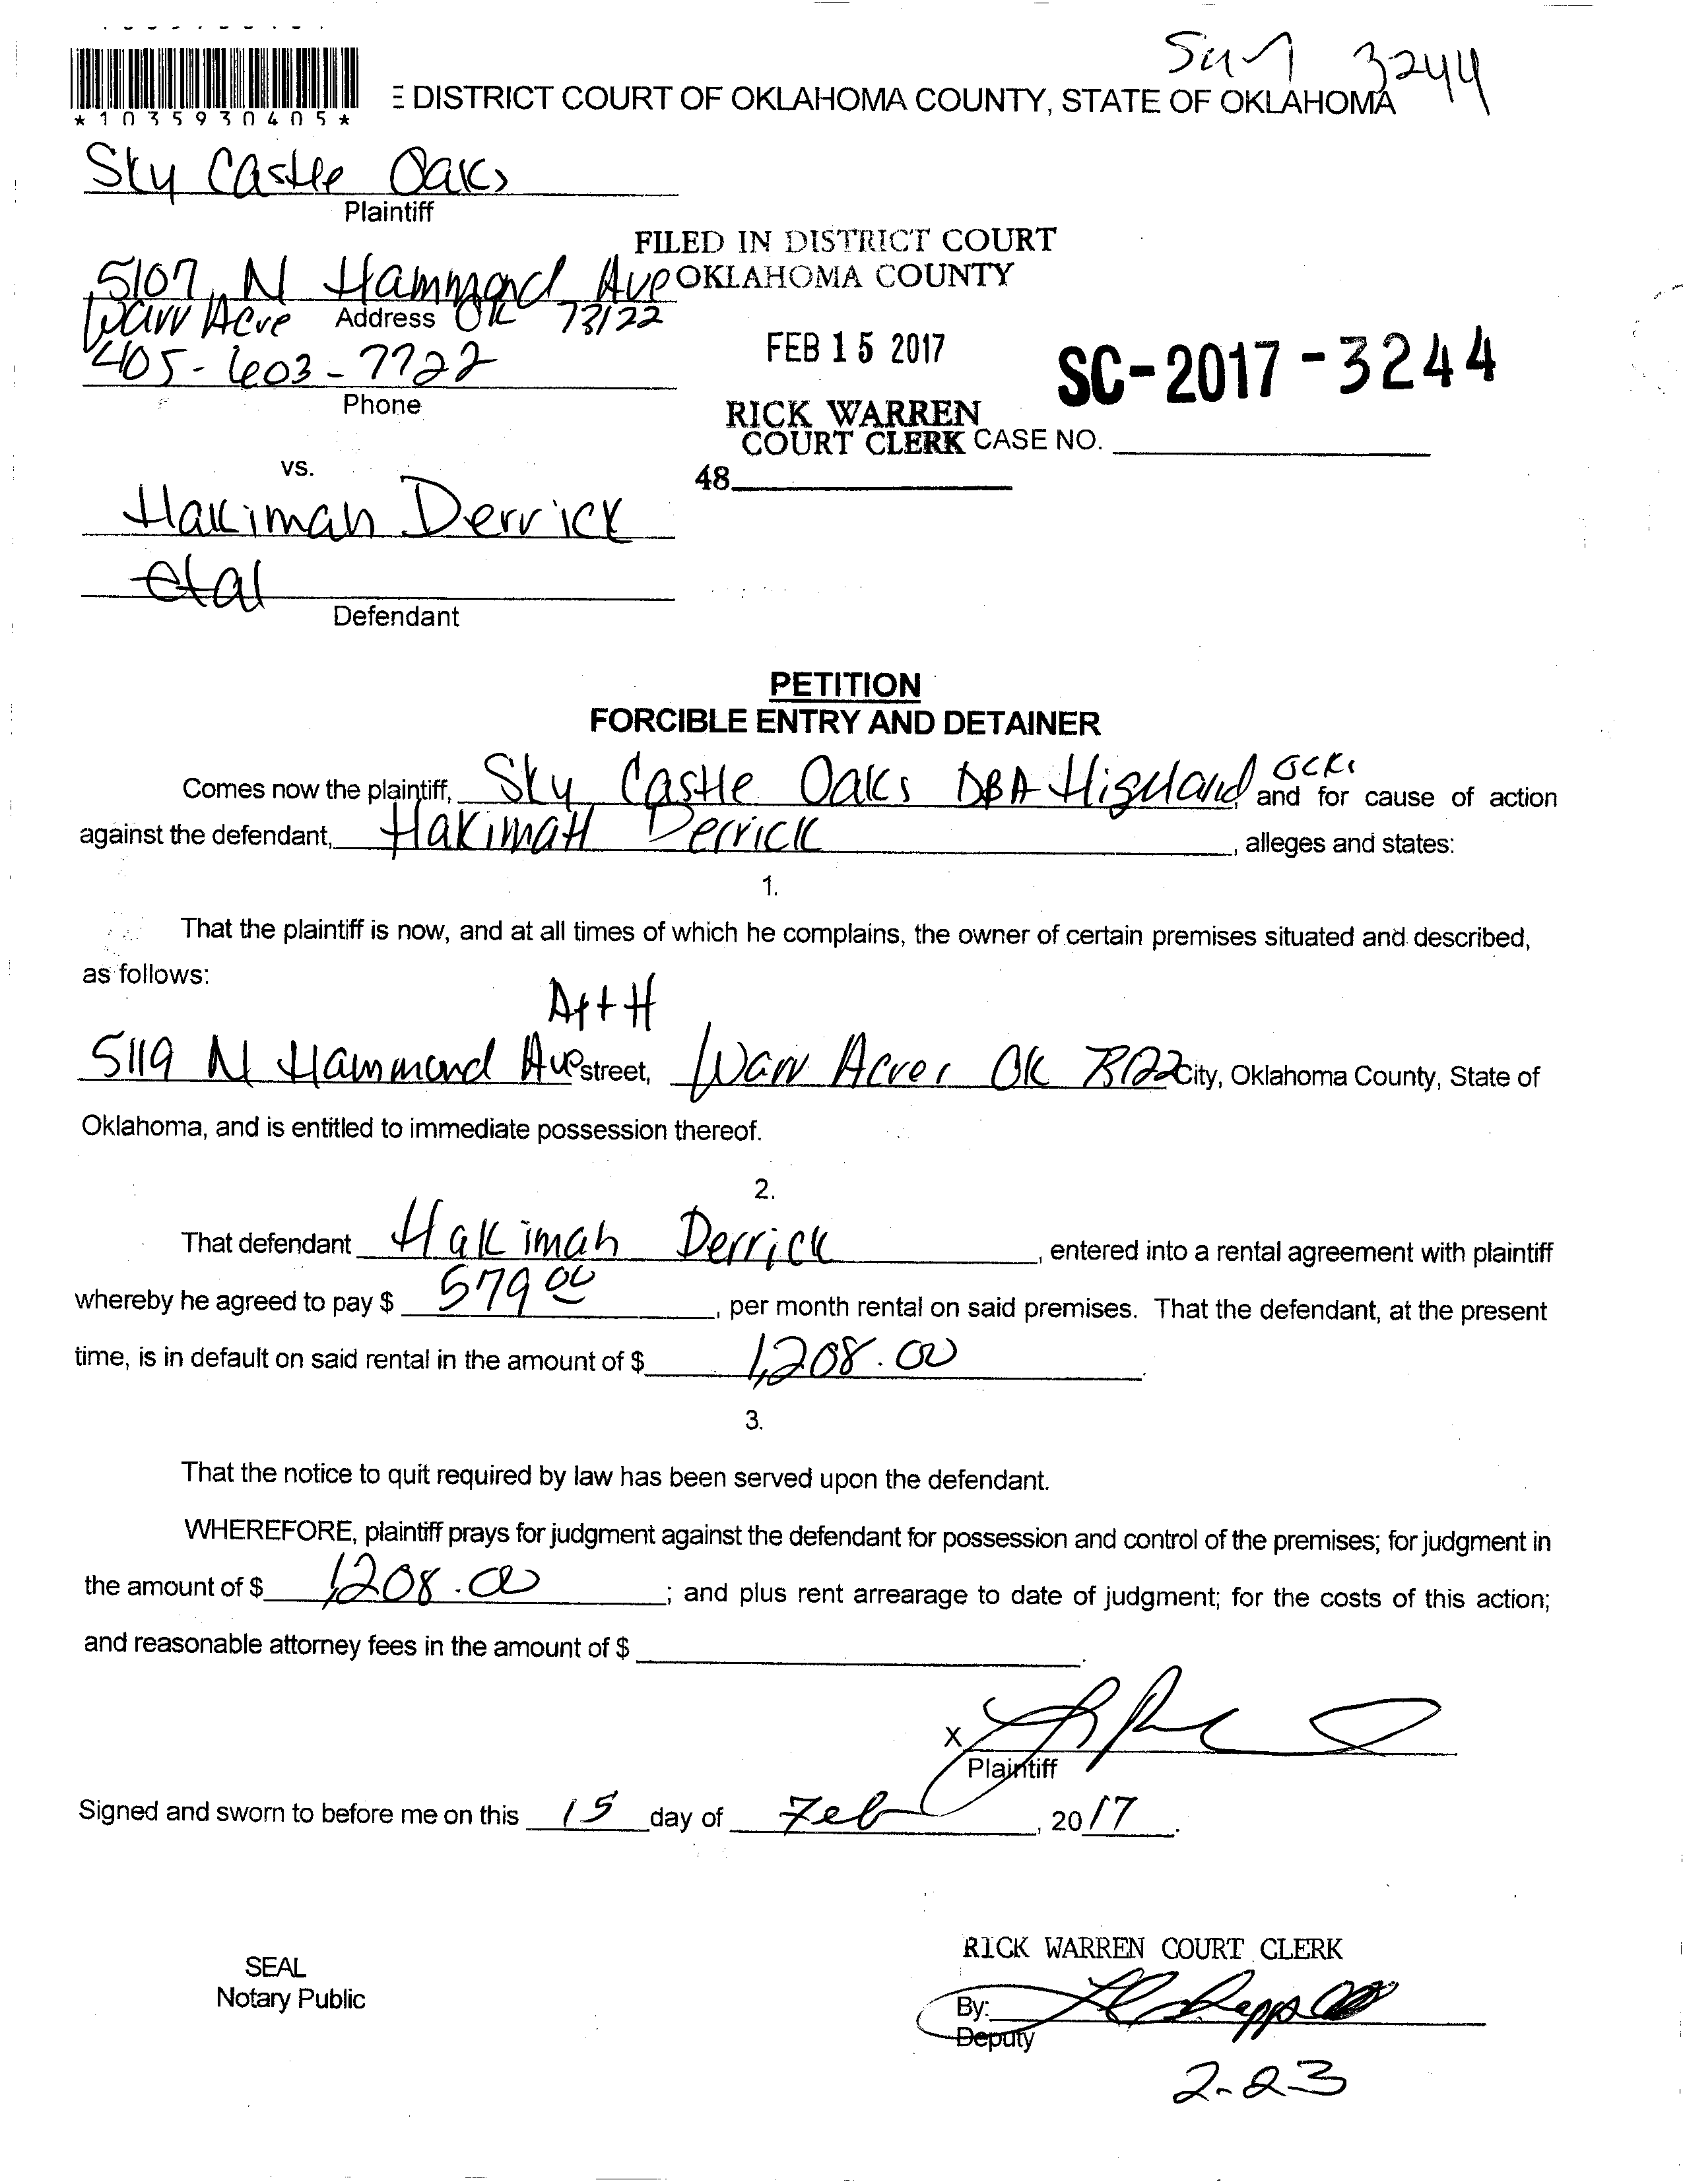 3244
E DISTRICT COURT OF OKLAHOMA COUNTY, STATE OF OKLAHOMA
* 1 0 3 5 9 3 0 4 0 5 *
Sky Castle Oaks
Plaintiff
FILED IN DISTRICT COURT
OKLAHOMA COUNTY
5107 N Hammond Ave
Warr Acre OK 73122
Address
FEB 15 2017
SC-2017-3244
405-603-7722
Phone
RICK WARREN
COURT CLERK
CASE NO.
vs.
48
Hakimah Derrick
etal
Defendant
PETITION
FORCIBLE ENTRY AND DETAINER
Comes now the plaintiff, Sky Castle Oaks DBA and for cause of action
against the defendant, Hakimah Derrick, alleges and states:
1.
That the plaintiff is now, and at all times of which he complains, the owner of certain premises situated and described,
as follows:
Apt H
5119 N Hammond Ave street, Warr Acres OK 73122 City, Oklahoma County, State of
Oklahoma, and is entitled to immediate possession thereof.
2.
That defendant Hakimah Derrick, entered into a rental agreement with plaintiff
whereby he agreed to pay $ 579 00, per month rental on said premises. That the defendant, at the present
time, is in default on said rental in the amount of $ 1,208.00.
3.
That the notice to quit required by law has been served upon the defendant.
WHEREFORE, plaintiff prays for judgment against the defendant for possession and control of the premises; for judgment in
the amount of $ 1,208.00; and plus rent arrearage to date of judgment; for the costs of this action;
and reasonable attorney fees in the amount of $ .
X
Plaintiff
Signed and sworn to before me on this 15 day of Feb, 2017.
RICK WARREN COURT CLERK
SEAL
Notary Public
By:
Deputy
2-23